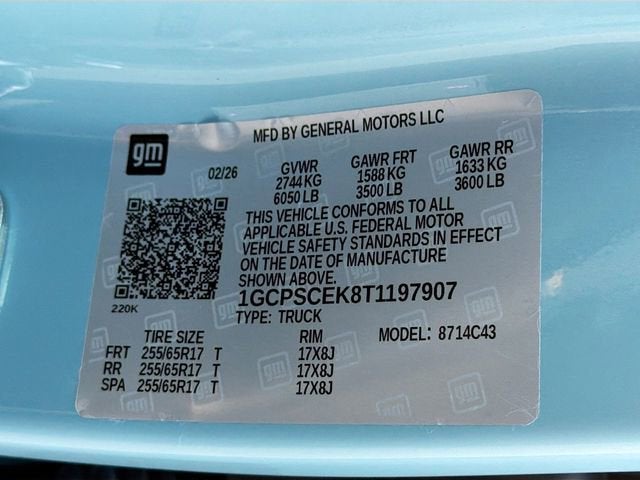 gm
MFD BY GENERAL MOTORS LLC
02/26 GVWR GAWR FRT GAWR RR
2744 KG 1588 KG 1633 KG
6050 LB 3500 LB 3600 LB
THIS VEHICLE CONFORMS TO ALL
APPLICABLE U.S. FEDERAL MOTOR
VEHICLE SAFETY STANDARDS IN EFFECT
ON THE DATE OF MANUFACTURE
SHOWN ABOVE.
1GCPSCEK8T1197907
220K
TYPE: TRUCK
TIRE SIZE RIM MODEL: 8714C43
FRT 255/65R17 T 17X8J
RR 255/65R17 T 17X8J
SPA 255/65R17 T 17X8J